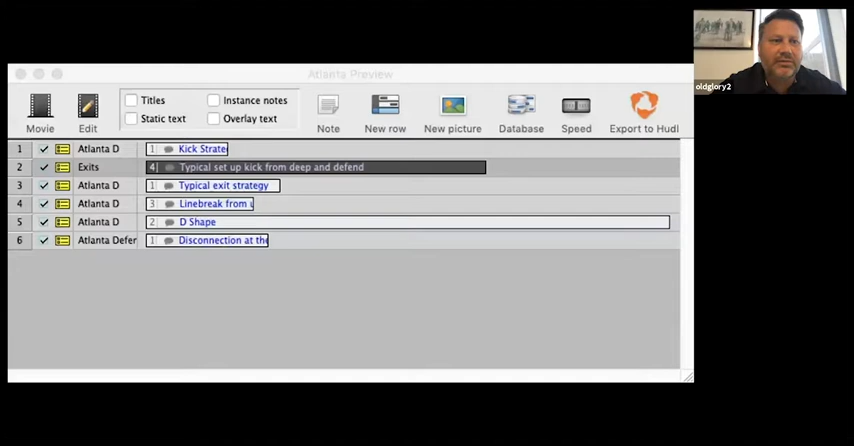 Atlanta Preview
Titles
Instance notes
Static text
Overlay text
Movie
Edit
Note
New row
New picture
Database
Speed
Export to Hudl
1 Atlanta D 1 Kick Strate
2 Exits 4 Typical set up kick from deep and defend
3 Atlanta D 1 Typical exit strategy
4 Atlanta D 3 Linebreak from
5 Atlanta D 2 D Shape
6 Atlanta Defer 1 Disconnection at the
oldglory2